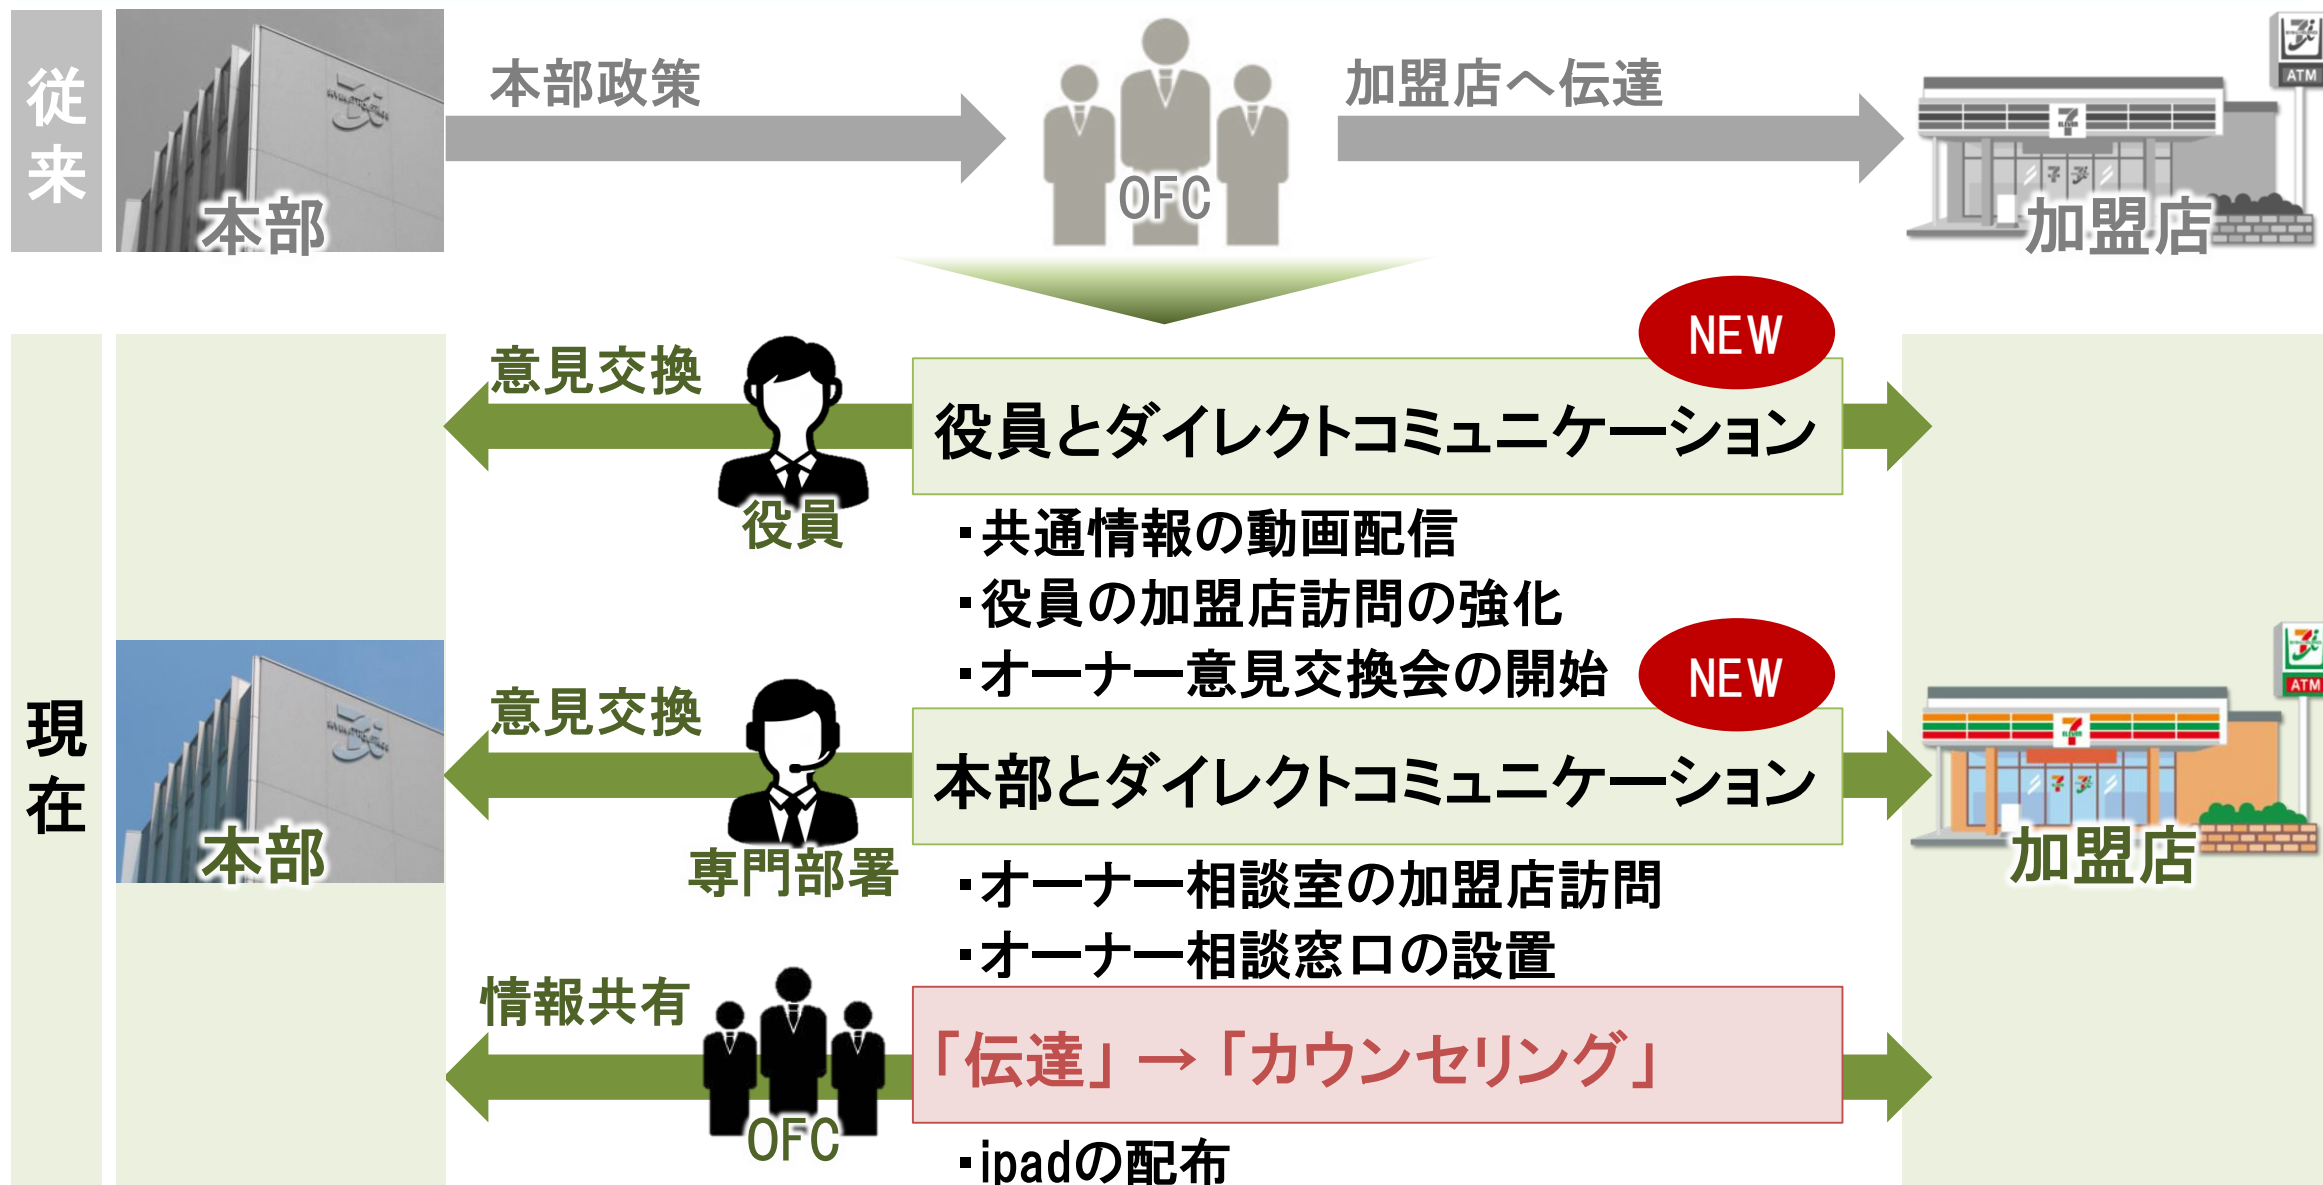 従来
本部政策
加盟店へ伝達
ATM
7
ELEVEN
本部
OFC
加盟店
現在
NEW
意見交換
役員とダイレクトコミュニケーション
役員
・共通情報の動画配信
・役員の加盟店訪問の強化
・オーナー意見交換会の開始
NEW
意見交換
本部とダイレクトコミュニケーション
専門部署
・オーナー相談室の加盟店訪問
・オーナー相談窓口の設置
ATM
7
ELEVEN
本部
加盟店
情報共有
「伝達」→「カウンセリング」
OFC
・ipadの配布